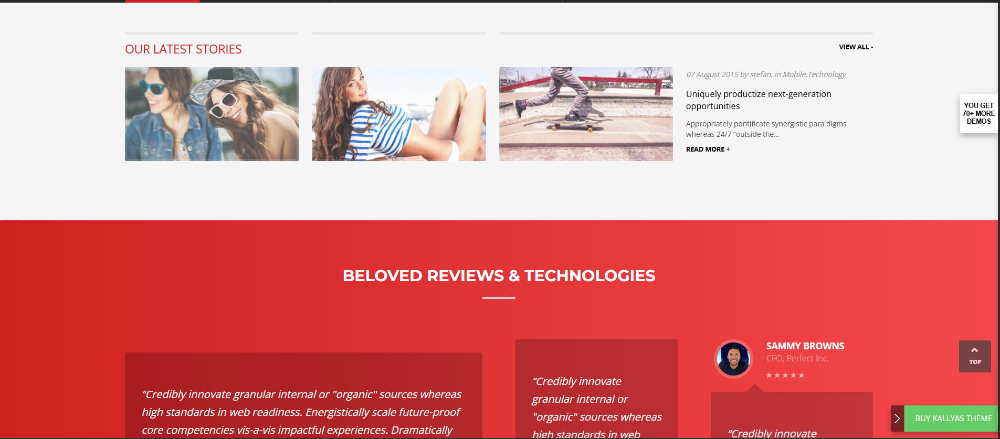 OUR LATEST STORIES
VIEW ALL -
07 August 2015 by stefan, in Mobile,Technology
Uniquely productize next-generation
opportunities
Appropriately pontificate synergistic para digms
whereas 24/7 “outside the...
READ MORE +
YOU GET
70+ MORE
DEMOS
BELOVED REVIEWS & TECHNOLOGIES
“Credibly innovate granular internal or "organic" sources whereas
high standards in web readiness. Energistically scale future-proof
core competencies vis-a-vis impactful experiences. Dramatically
“Credibly innovate
granular internal or
"organic" sources whereas
high standards in web
SAMMY BROWNS
CFO, Perfect Inc.
“Credibly innovate
TOP
BUY KALLYAS THEME